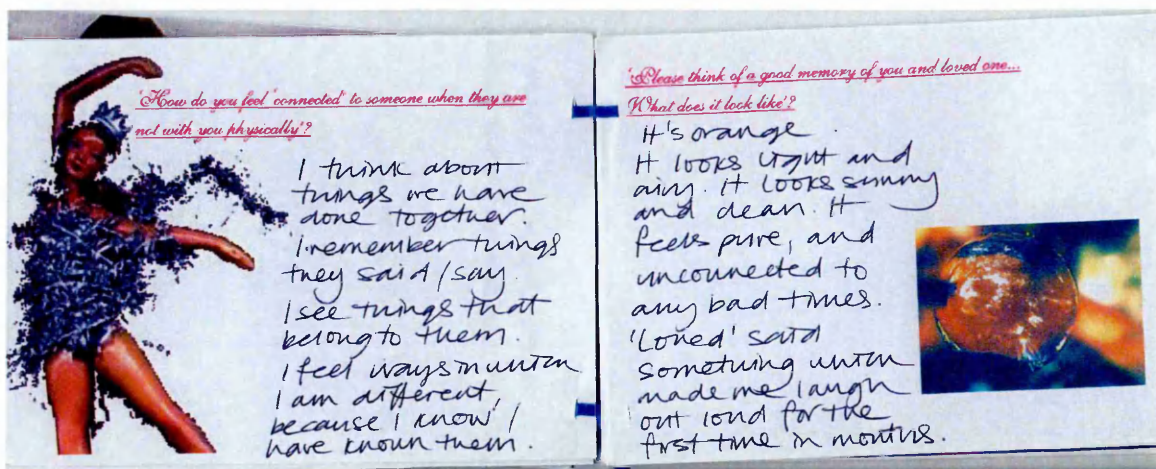 'How do you feel 'connected' to someone when they are
not with you physically'?
I think about
things we have
done together.
I remember things
they said / say.
I see things that
belong to them.
I feel ways in which
I am different,
because I know /
have known them.
'Please think of a good memory of you and loved one...
What does it look like'?
It's orange.
It looks light and
airy. It looks sunny
and clean. It
feels pure, and
unconnected to
any bad times.
'Loved' said
something which
made me laugh
out loud for the
first time in months.